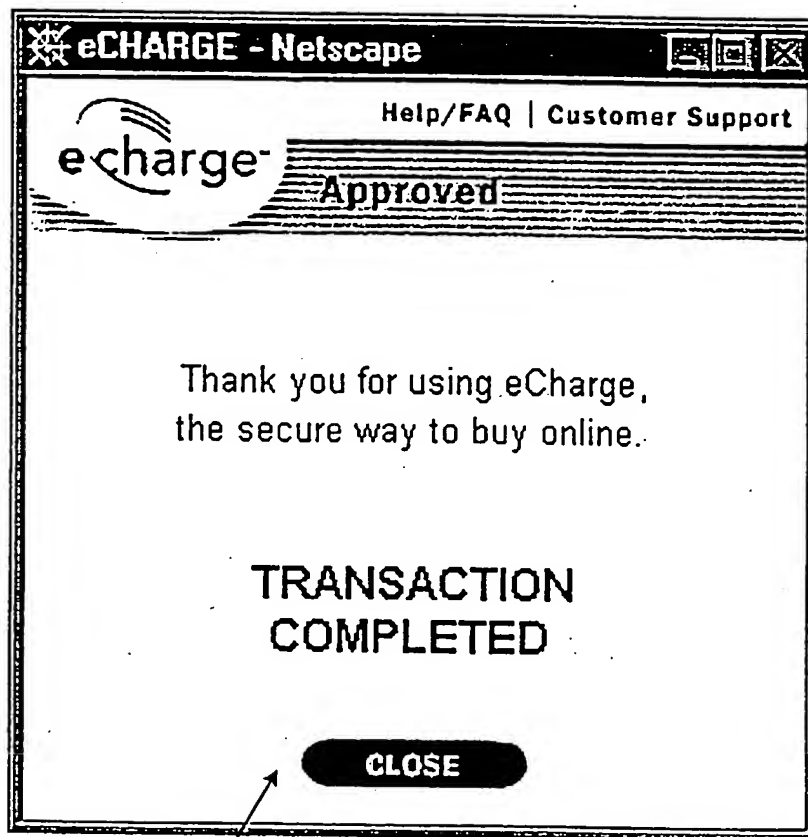 eCHARGE - Netscape
Help/FAQ | Customer Support
echarge
Approved
Thank you for using eCharge,
the secure way to buy online.
TRANSACTION
COMPLETED
CLOSE